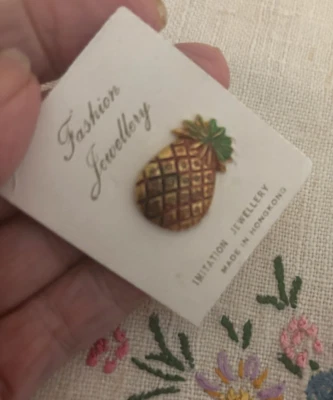 Fashion
Jewellery
IMITATION JEWELLERY
MADE IN HONGKONG